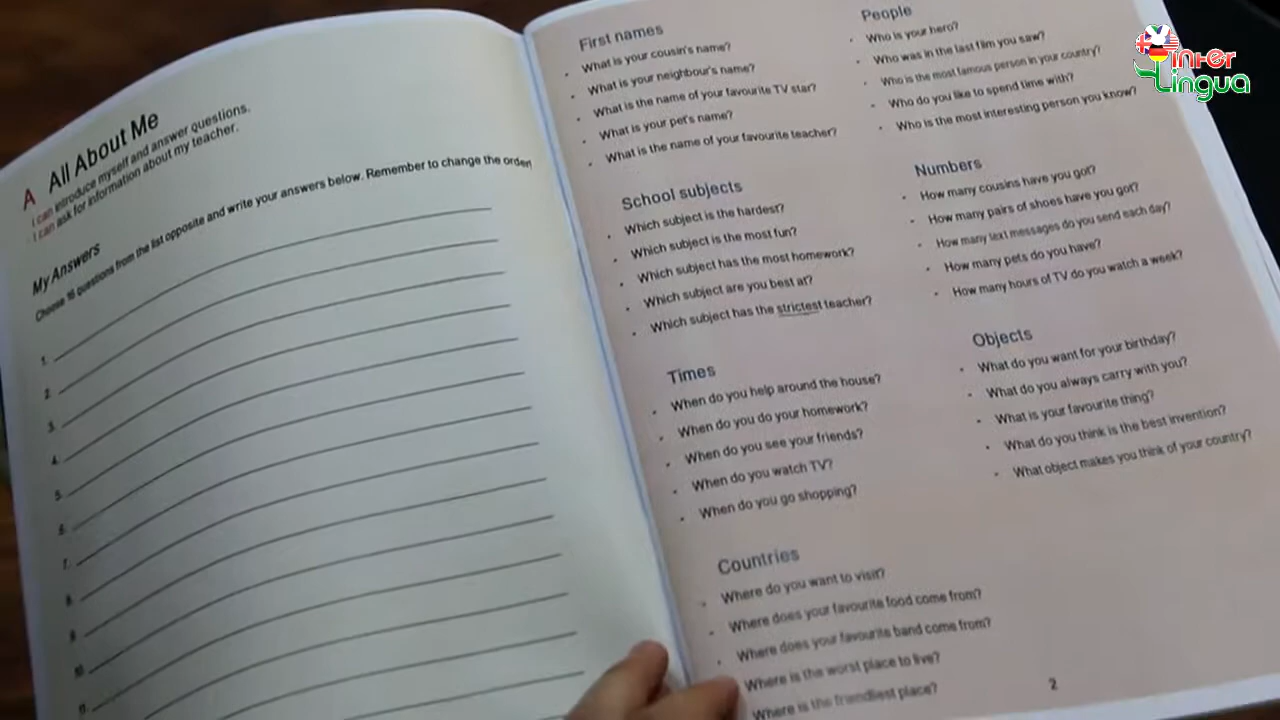 A All About Me
I can introduce myself and answer questions.
I can ask for information about my teacher.
My Answers
Choose 15 questions from the list opposite and write your answers below. Remember to change the order!
1.
2.
3.
4.
5.
6.
7.
8.
9.
10.
11.
First names
What is your cousin's name?
What is your neighbour's name?
What is the name of your favourite TV star?
What is your pet's name?
What is the name of your favourite teacher?
School subjects
Which subject is the hardest?
Which subject is the most fun?
Which subject has the most homework?
Which subject are you best at?
Which subject has the strictest teacher?
Times
When do you help around the house?
When do you do your homework?
When do you see your friends?
When do you watch TV?
When do you go shopping?
Countries
Where do you want to visit?
Where does your favourite food come from?
Where does your favourite band come from?
Where is the worst place to live?
Where is the friendliest place?
People
Who is your hero?
Who was in the last film you saw?
Who is the most famous person in your country?
Who do you like to spend time with?
Who is the most interesting person you know?
Numbers
How many cousins have you got?
How many pairs of shoes have you got?
How many text messages do you send each day?
How many pets do you have?
How many hours of TV do you watch a week?
Objects
What do you want for your birthday?
What do you always carry with you?
What is your favourite thing?
What do you think is the best invention?
What object makes you think of your country?
2
inter
Lingua